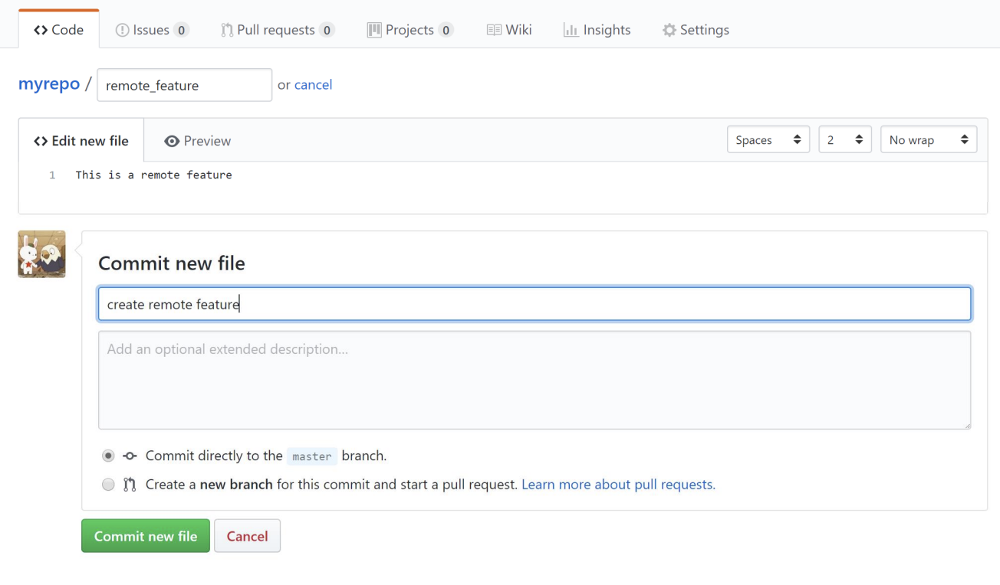 <> Code Issues 0 Pull requests 0 Projects 0 Wiki Insights Settings
myrepo / remote_feature or cancel
<> Edit new file Preview Spaces 2 No wrap
1 This is a remote feature
Commit new file
create remote feature
Add an optional extended description...
Commit directly to the master branch.
Create a new branch for this commit and start a pull request. Learn more about pull requests.
Commit new file Cancel